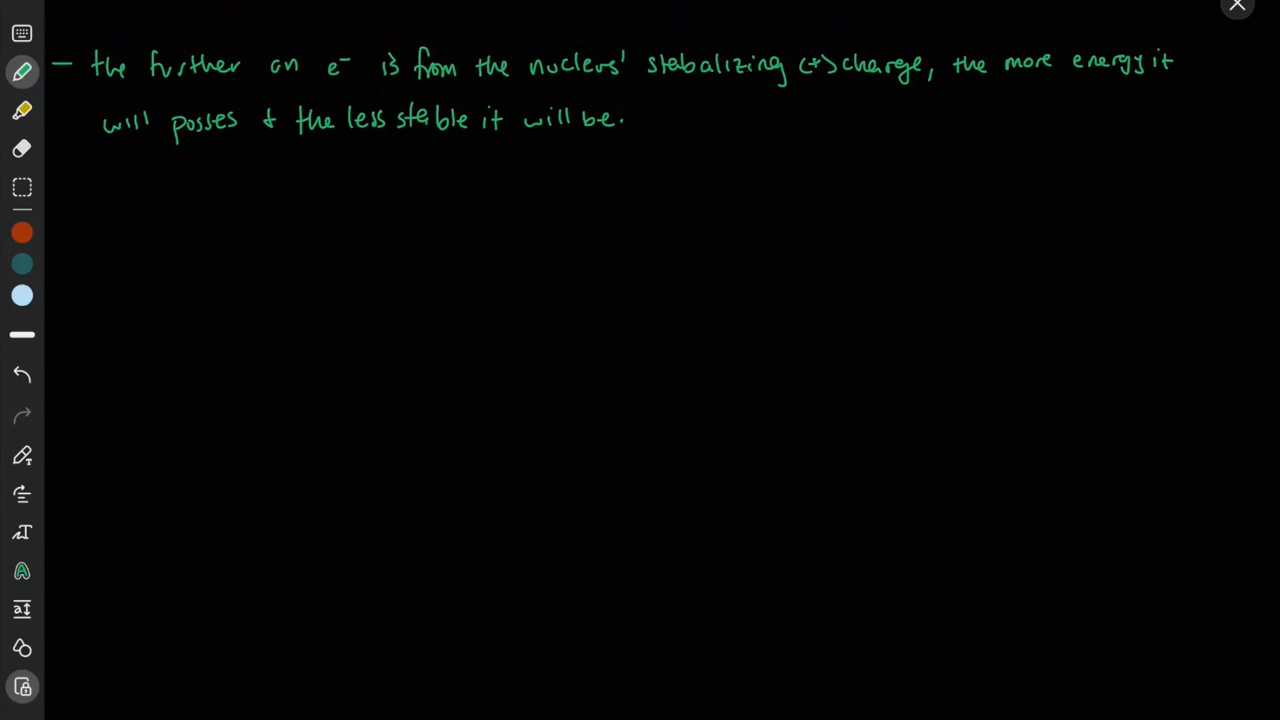 – the further an e⁻ is from the nucleus' stabalizing (+) charge, the more energy it
will posses & the less stable it will be.